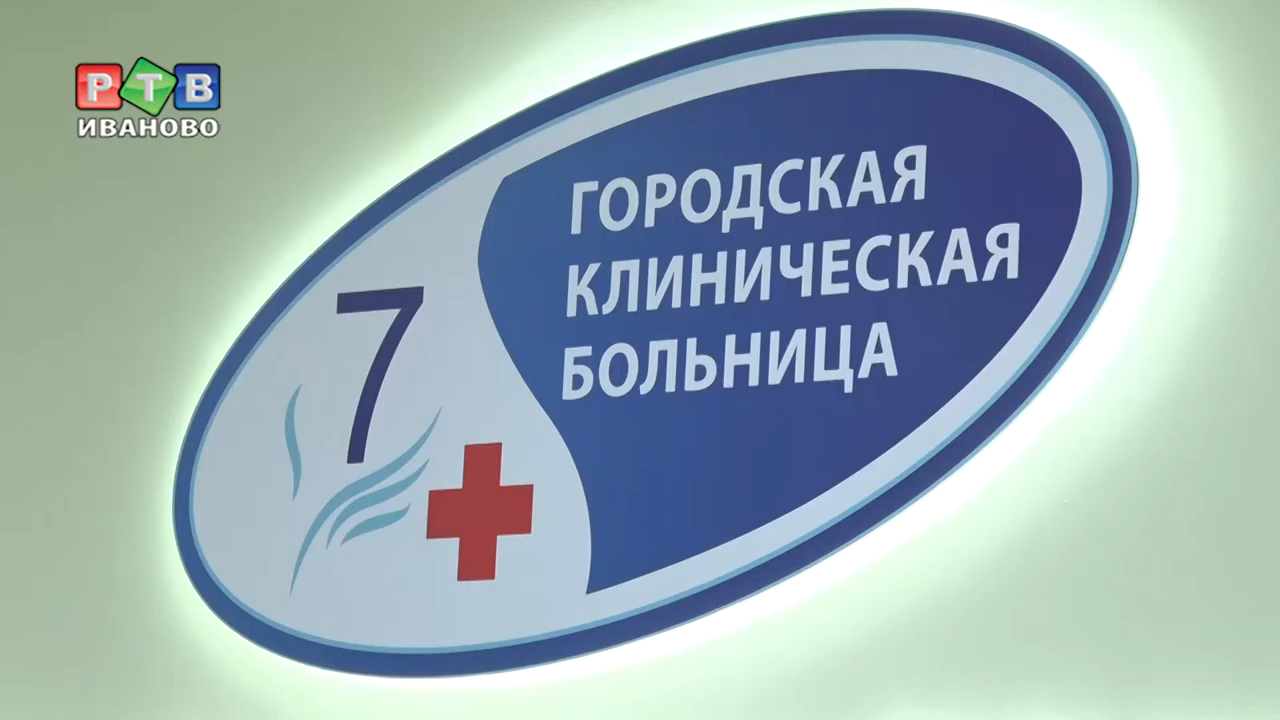 РТВ
ИВАНОВО
ГОРОДСКАЯ
КЛИНИЧЕСКАЯ
БОЛЬНИЦА
7